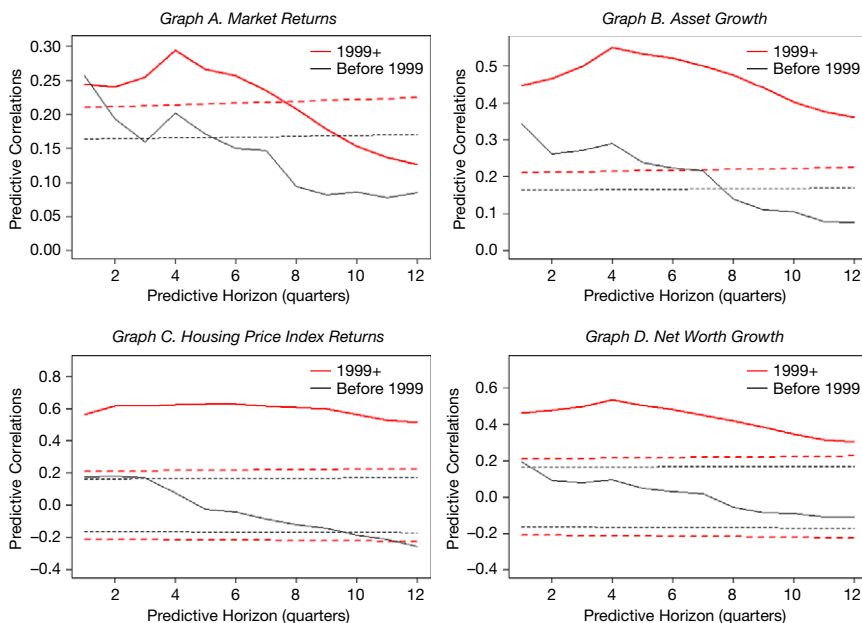 Graph A. Market Returns
Predictive Correlations
0.30
0.25
0.20
0.15
0.10
0.05
0.00
1999+
Before 1999
2 4 6 8 10 12
Predictive Horizon (quarters)
Graph B. Asset Growth
Predictive Correlations
0.5
0.4
0.3
0.2
0.1
0.0
1999+
Before 1999
2 4 6 8 10 12
Predictive Horizon (quarters)
Graph C. Housing Price Index Returns
Predictive Correlations
0.8
0.6
0.4
0.2
0.0
−0.2
−0.4
1999+
Before 1999
2 4 6 8 10 12
Predictive Horizon (quarters)
Graph D. Net Worth Growth
Predictive Correlations
0.6
0.4
0.2
0.0
−0.2
−0.4
1999+
Before 1999
2 4 6 8 10 12
Predictive Horizon (quarters)